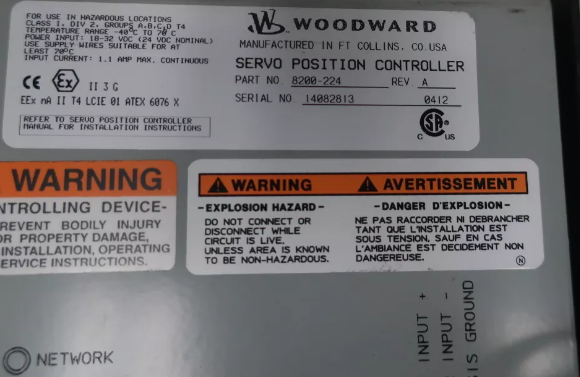 FOR USE IN HAZARDOUS LOCATIONS
CLASS I, DIV 2, GROUPS A,B,C,D T4
TEMPERATURE RANGE -40°C TO 70°C
POWER INPUT: 18-32 VDC (24 VDC NOMINAL)
USE SUPPLY WIRES SUITABLE FOR AT
LEAST 70°C
INPUT CURRENT: 1.1 AMP MAX. CONTINUOUS
CE Ex II 3 G
EEx nA II T4 LCIE 01 ATEX 6076 X
REFER TO SERVO POSITION CONTROLLER
MANUAL FOR INSTALLATION INSTRUCTIONS
WOODWARD
MANUFACTURED IN FT COLLINS, CO. USA
SERVO POSITION CONTROLLER
PART NO 8200-224 REV A
SERIAL NO 14082813 0412
C SA US
WARNING
NTROLLING DEVICE-
REVENT BODILY INJURY
OR PROPERTY DAMAGE,
INSTALLATION, OPERATING
ERVICE INSTRUCTIONS.
WARNING
-EXPLOSION HAZARD-
DO NOT CONNECT OR
DISCONNECT WHILE
CIRCUIT IS LIVE,
UNLESS AREA IS KNOWN
TO BE NON-HAZARDOUS.
AVERTISSEMENT
-DANGER D'EXPLOSION-
NE PAS RACCORDER NI DEBRANCHER
TANT QUE L'INSTALLATION EST
SOUS TENSION, SAUF EN CAS
L'AMBIANCE EST DECIDEMENT NON
DANGEREUSE.
N
INPUT +
INPUT -
IS GROUND
NETWORK